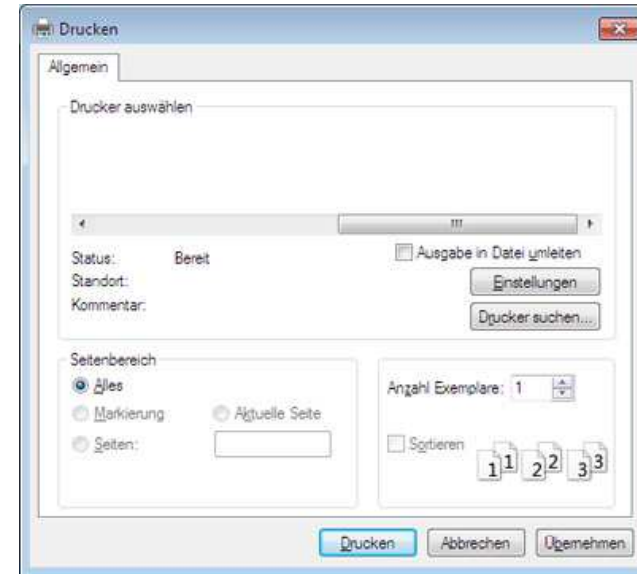 Drucken
Allgemein
Drucker auswählen
Status: Bereit
Ausgabe in Datei umleiten
Standort:
Einstellungen
Kommentar:
Drucker suchen...
Seitenbereich
Alles
Anzahl Exemplare: 1
Markierung Aktuelle Seite
Seiten:
Sortieren
1 1 2 2 3 3
Drucken Abbrechen Übernehmen